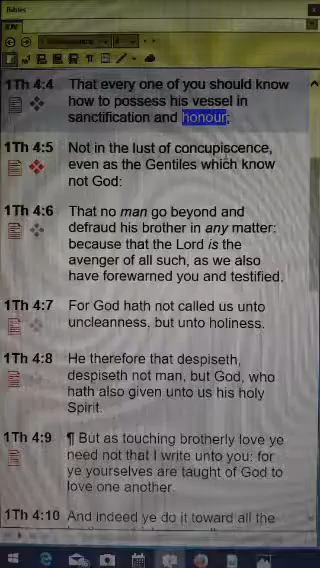 Bibles
KJV
1Th 4:4 That every one of you should know
how to possess his vessel in
sanctification and honour;
1Th 4:5 Not in the lust of concupiscence,
even as the Gentiles which know
not God:
1Th 4:6 That no man go beyond and
defraud his brother in any matter:
because that the Lord is the
avenger of all such, as we also
have forewarned you and testified.
1Th 4:7 For God hath not called us unto
uncleanness, but unto holiness.
1Th 4:8 He therefore that despiseth,
despiseth not man, but God, who
hath also given unto us his holy
Spirit.
1Th 4:9 ¶ But as touching brotherly love ye
need not that I write unto you: for
ye yourselves are taught of God to
love one another.
1Th 4:10 And indeed ye do it toward all the